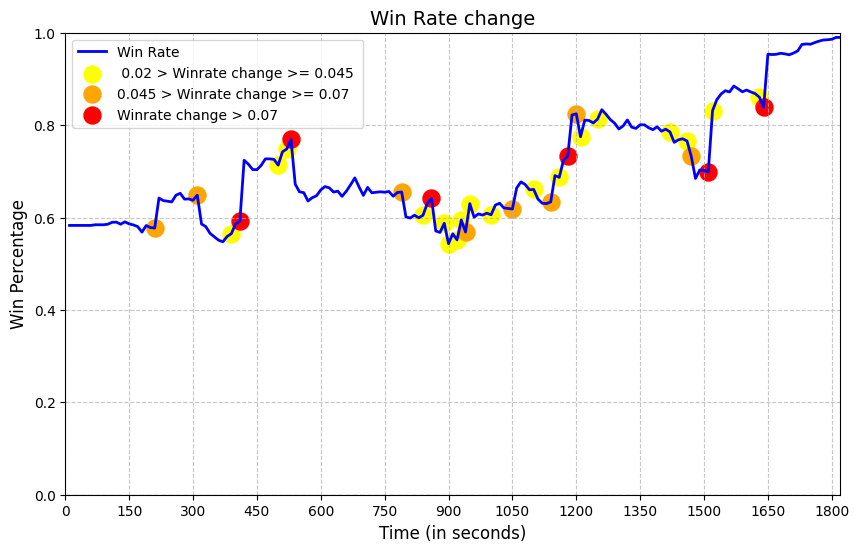 Win Rate change
Win Rate
0.02 > Winrate change >= 0.045
0.045 > Winrate change >= 0.07
Winrate change > 0.07
Win Percentage
1.0
0.8
0.6
0.4
0.2
0.0
0 150 300 450 600 750 900 1050 1200 1350 1500 1650 1800
Time (in seconds)